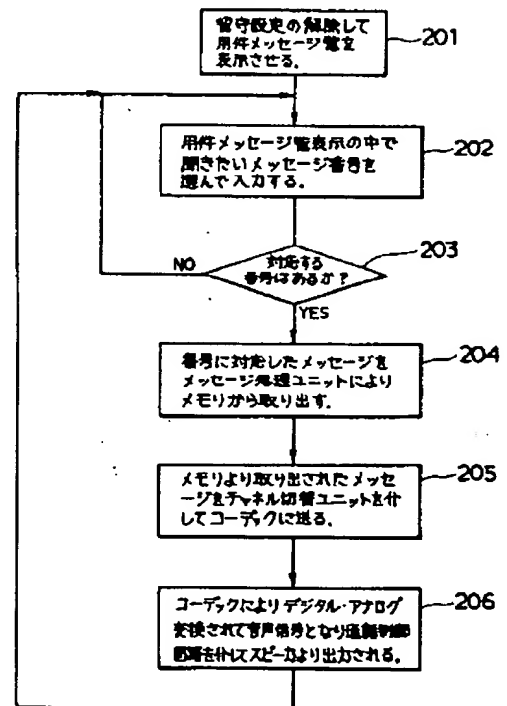 留守設定の解除して
用件メッセージ覧を
表示させる。
201
用件メッセージ覧表示の中で
聞きたいメッセージ番号を
選んで入力する。
202
対応する
番号はあるか?
203
NO
YES
番号に対応したメッセージを
メッセージ処理ユニットにより
メモリから取り出す。
204
メモリより取り出されたメッセ
ージをチャネル切替ユニットを介
してコーデックに送る。
205
コーデックによりデジタル・アナログ
変換されて音声信号となり通話制御
回路を介してスピーカより出力される。
206